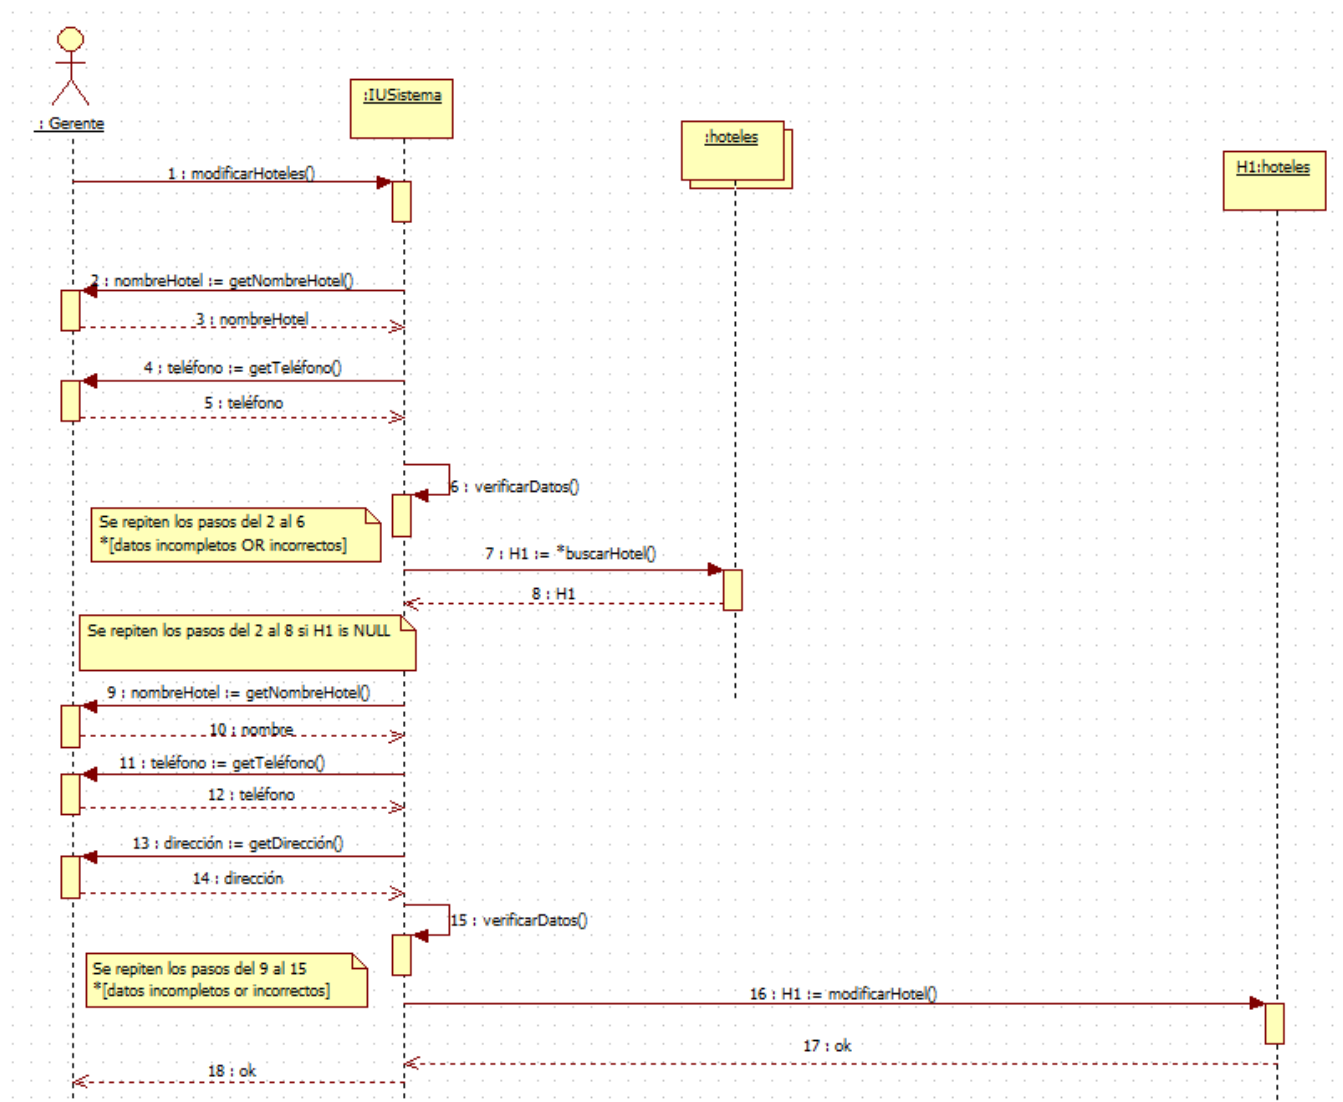 : Gerente
:IUSistema
:hoteles
H1:hoteles
1 : modificarHoteles()
2 : nombreHotel := getNombreHotel()
3 : nombreHotel
4 : teléfono := getTeléfono()
5 : teléfono
6 : verificarDatos()
Se repiten los pasos del 2 al 6
*[datos incompletos OR incorrectos]
7 : H1 := *buscarHotel()
8 : H1
Se repiten los pasos del 2 al 8 si H1 is NULL
9 : nombreHotel := getNombreHotel()
10 : nombre
11 : teléfono := getTeléfono()
12 : teléfono
13 : dirección := getDirección()
14 : dirección
15 : verificarDatos()
Se repiten los pasos del 9 al 15
*[datos incompletos or incorrectos]
16 : H1 := modificarHotel()
17 : ok
18 : ok